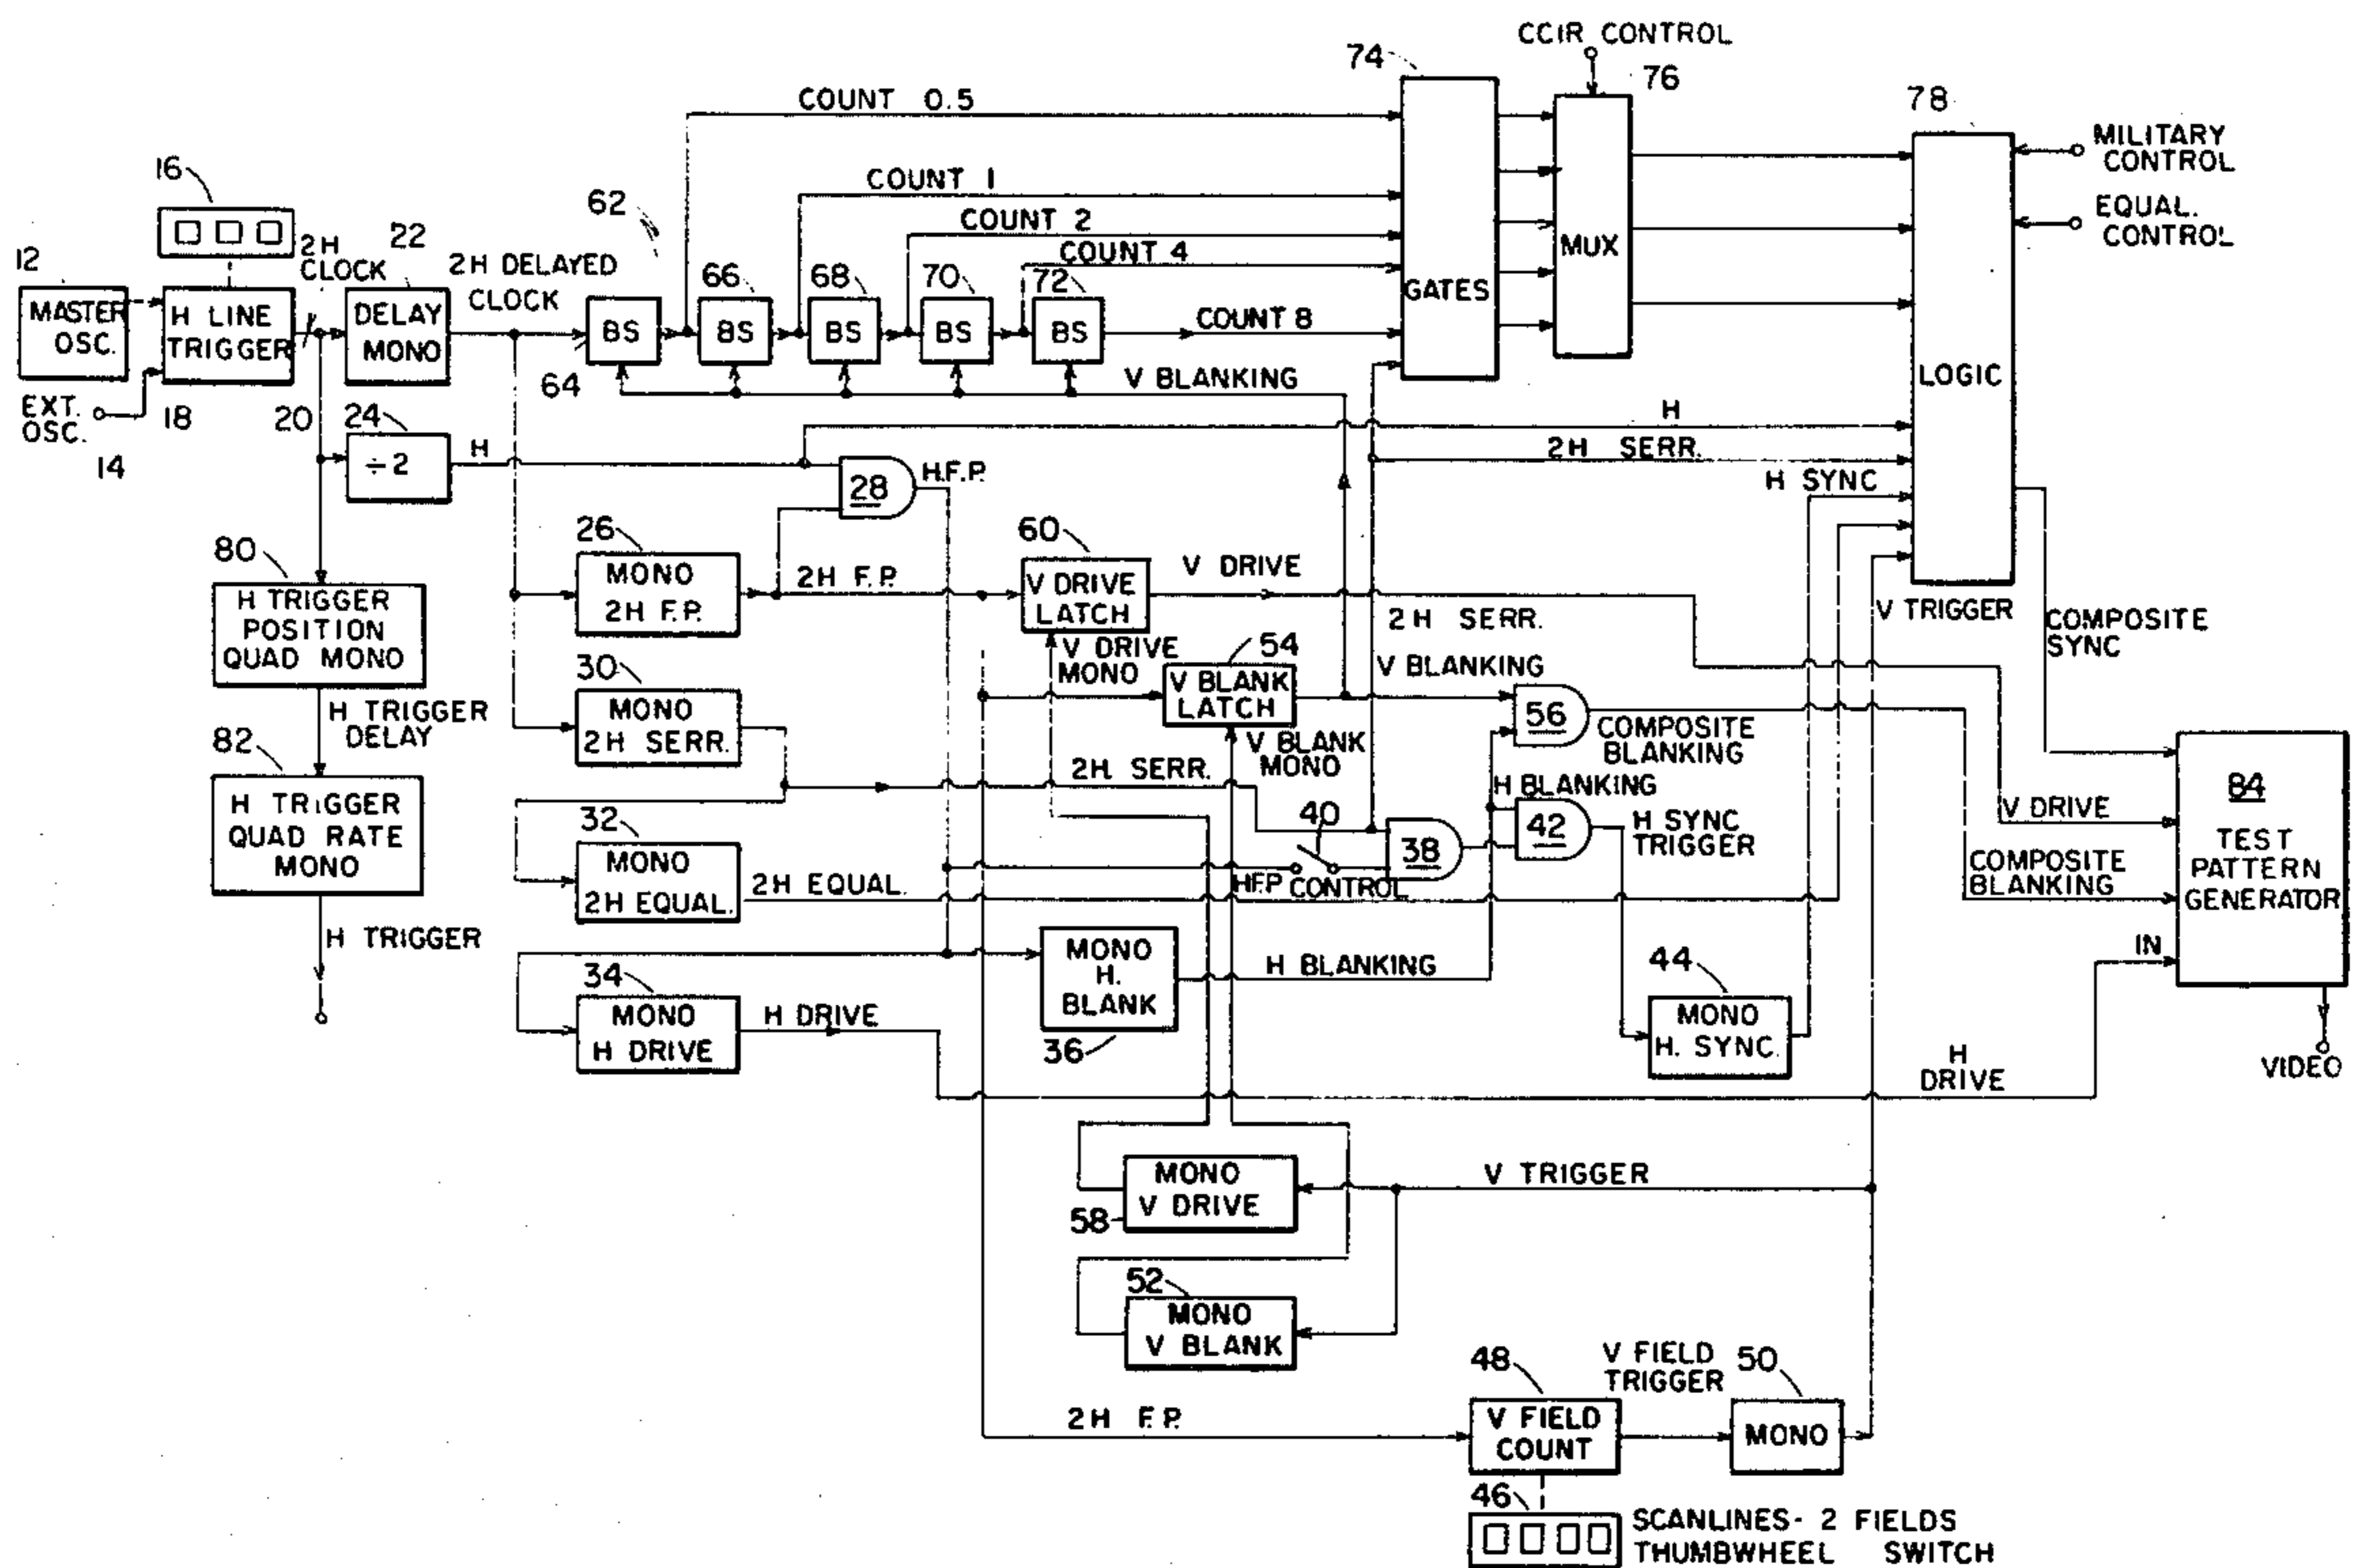 CCIR CONTROL
74
76
78
COUNT 0.5
MILITARY
CONTROL
16
COUNT 1
62
COUNT 2
EQUAL.
CONTROL
12
2H
CLOCK
22
2H DELAYED
CLOCK
66
68
70
72
COUNT 4
GATES
MUX
MASTER
OSC.
H LINE
TRIGGER
DELAY
MONO
BS
BS
BS
BS
BS
COUNT 8
LOGIC
64
V BLANKING
EXT.
OSC.
14
18
20
24
÷2
H
H
28
H.F.P.
2H SERR.
H SYNC
80
26
MONO
2H F.P.
2H F.P.
60
V DRIVE
LATCH
V DRIVE
H TRIGGER
POSITION
QUAD MONO
V TRIGGER
COMPOSITE
SYNC
2H SERR.
V DRIVE
MONO
54
V BLANK
LATCH
V BLANKING
30
MONO
2H SERR.
H TRIGGER
DELAY
56
COMPOSITE
BLANKING
V BLANK
MONO
82
2H SERR.
H BLANKING
H TRIGGER
QUAD RATE
MONO
32
MONO
2H EQUAL.
2H EQUAL.
40
HF.P CONTROL
38
42
H SYNC
TRIGGER
84
TEST
PATTERN
GENERATOR
V DRIVE
COMPOSITE
BLANKING
IN
H TRIGGER
34
MONO
H DRIVE
H DRIVE
MONO
H.
BLANK
36
H BLANKING
44
MONO
H. SYNC.
H
DRIVE
VIDEO
MONO
V DRIVE
58
V TRIGGER
52
MONO
V BLANK
2H F.P.
48
V FIELD
COUNT
V FIELD
TRIGGER
50
MONO
46
SCANLINES- 2 FIELDS
THUMBWHEEL SWITCH